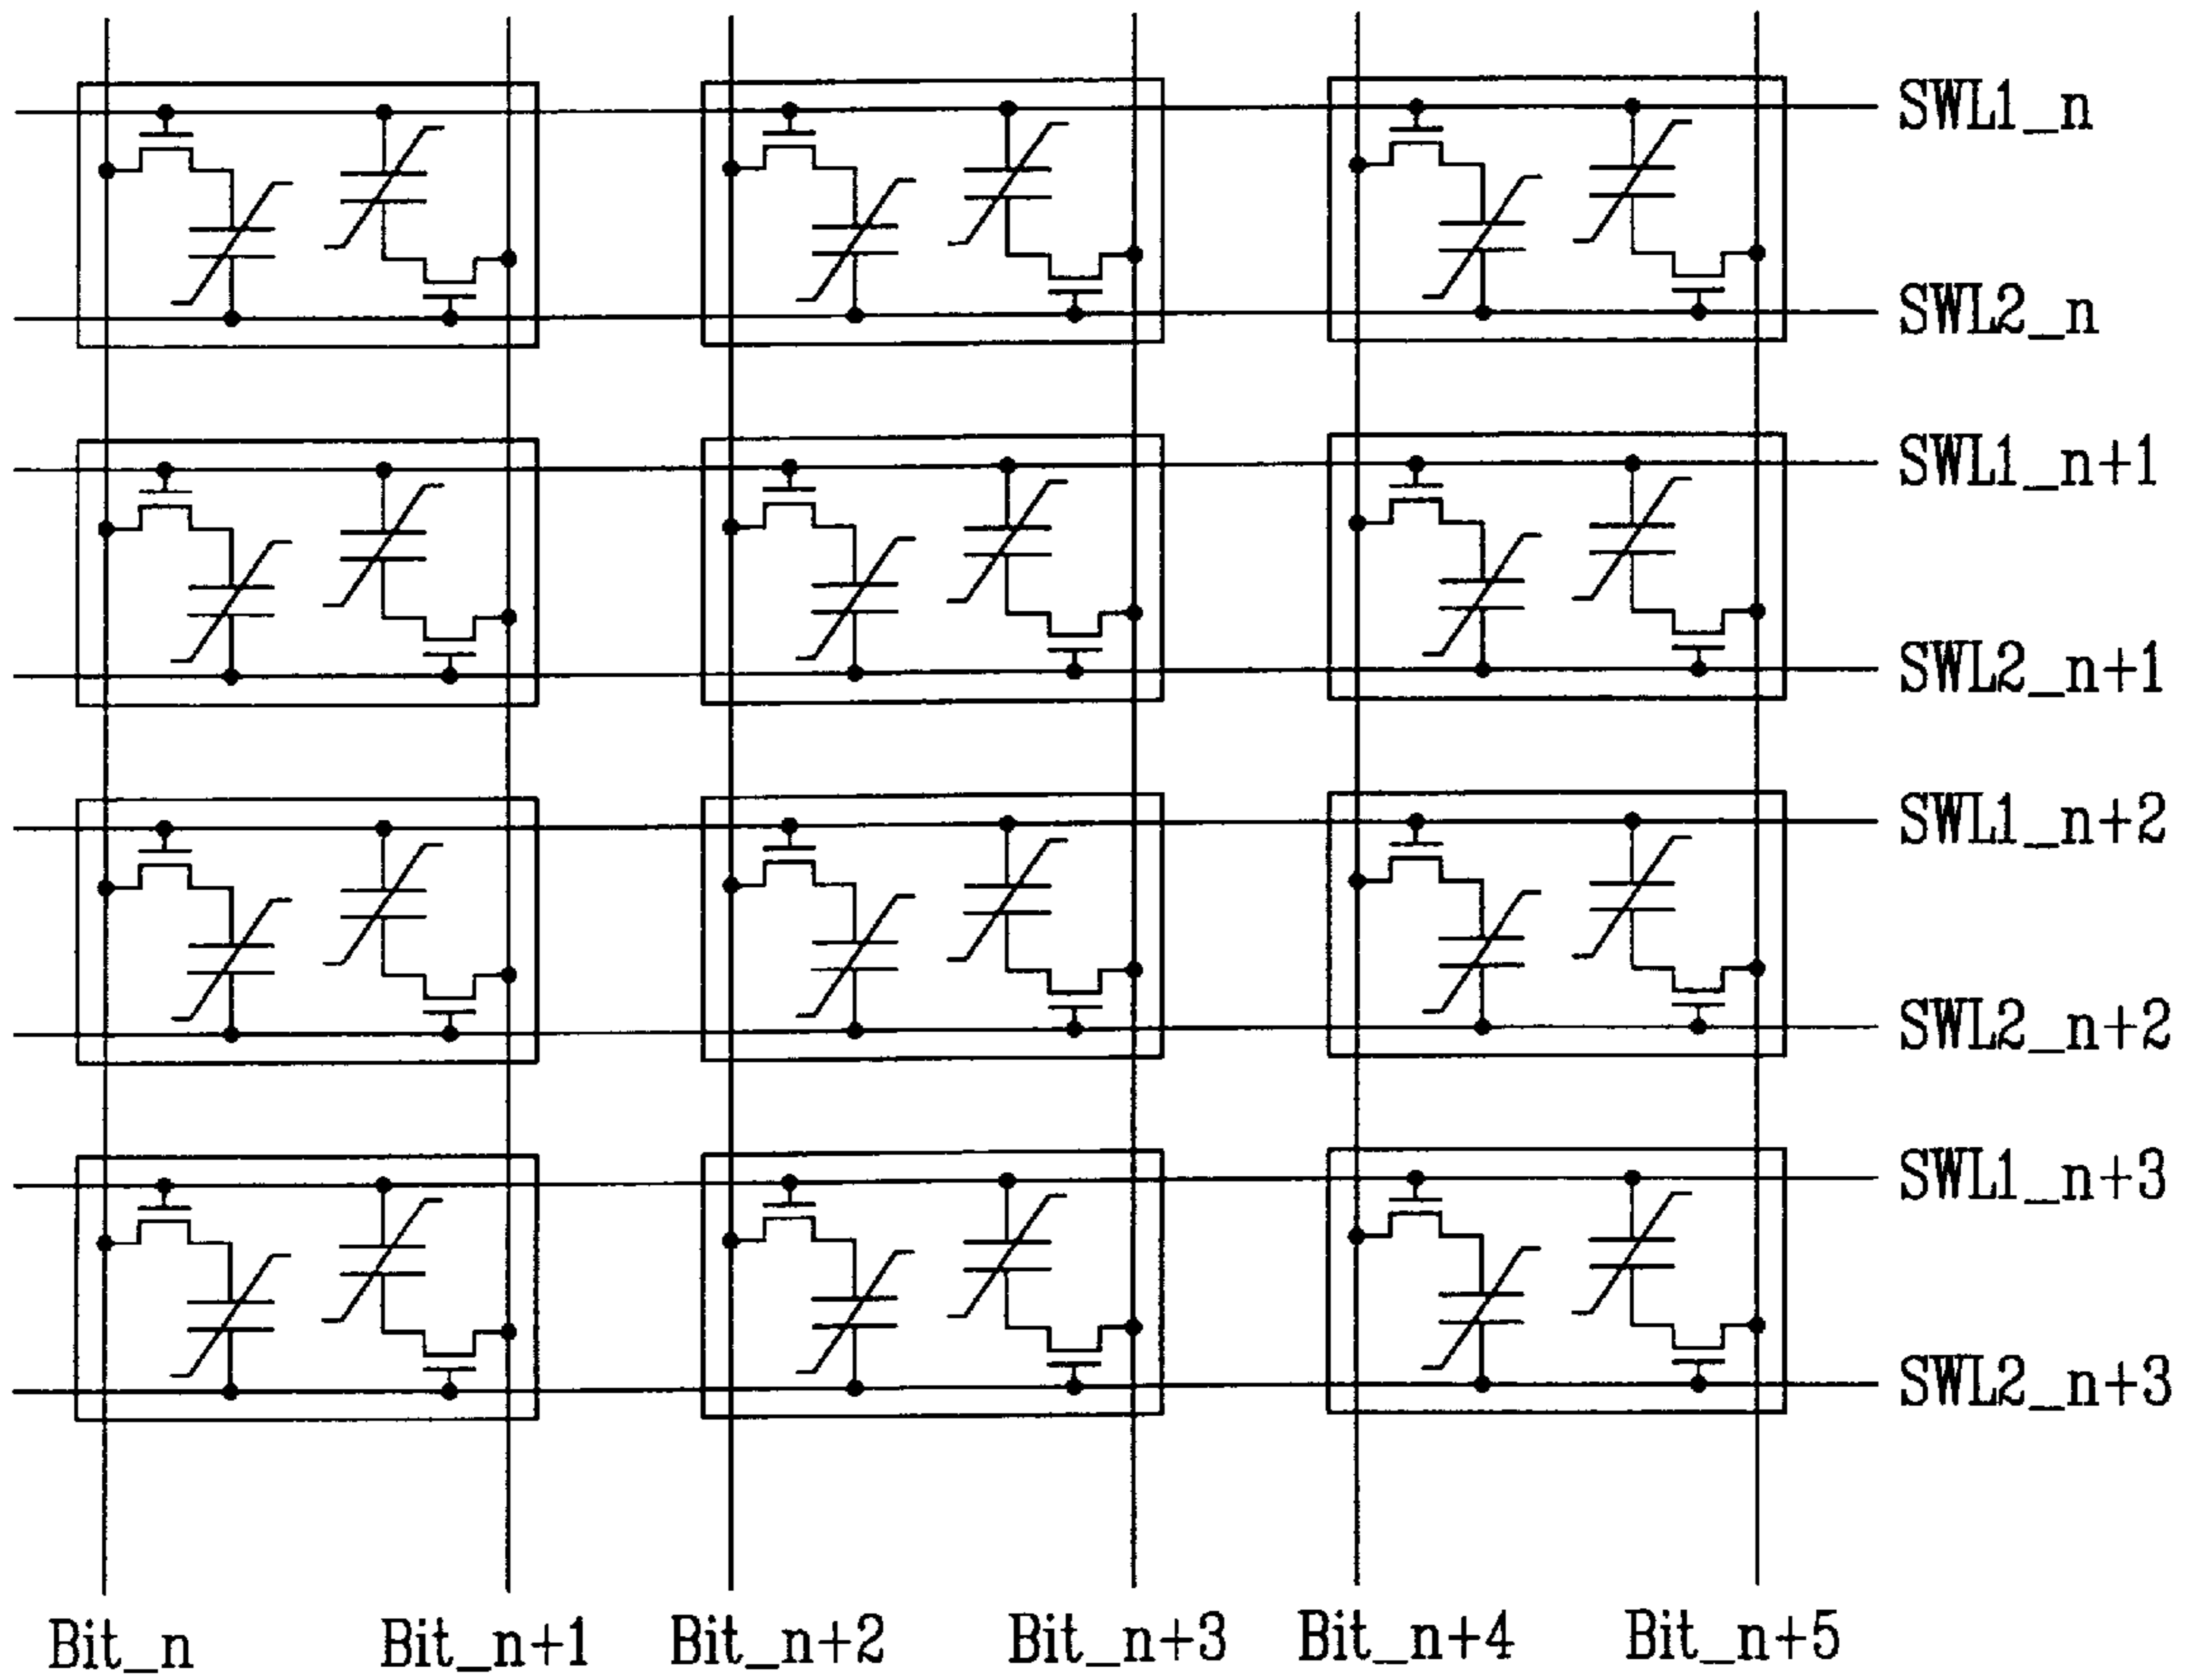 SWL1_n
SWL2_n
SWL1_n+1
SWL2_n+1
SWL1_n+2
SWL2_n+2
SWL1_n+3
SWL2_n+3
Bit_n Bit_n+1 Bit_n+2 Bit_n+3 Bit_n+4 Bit_n+5